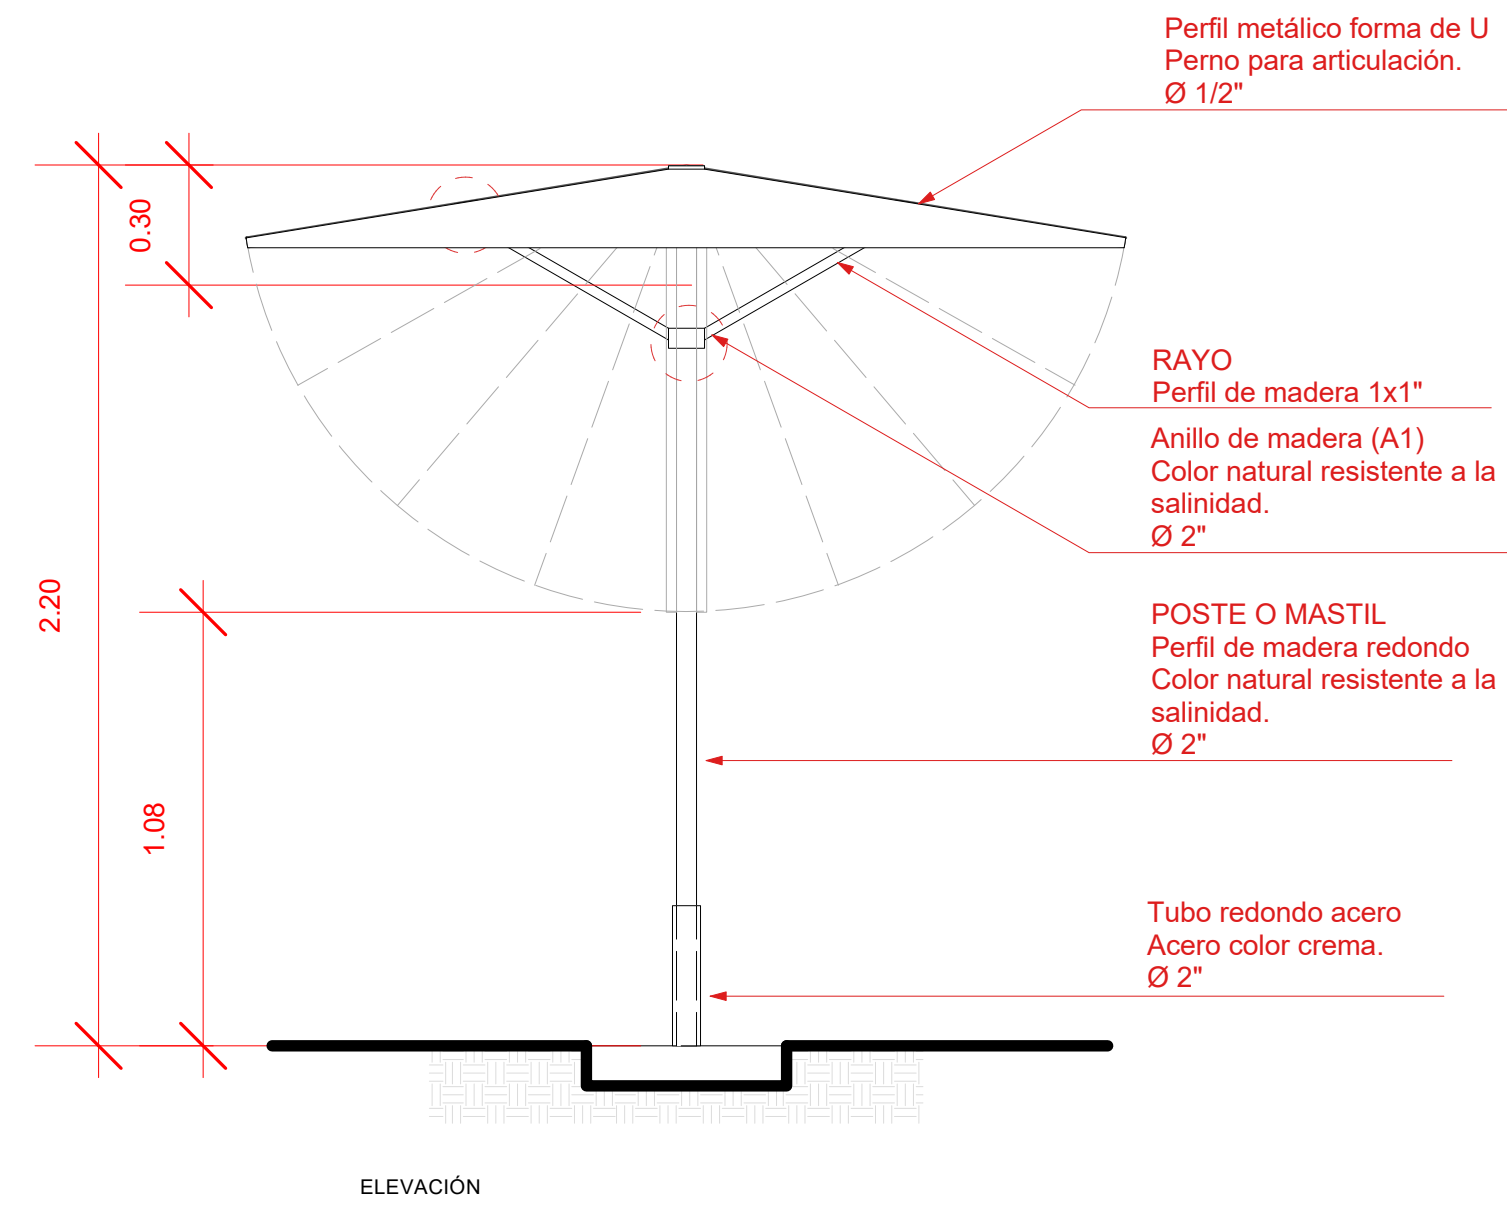 Perfil metálico forma de U
Perno para articulación.
Ø 1/2"
0.30
RAYO
Perfil de madera 1x1"
Anillo de madera (A1)
Color natural resistente a la
salinidad.
Ø 2"
2.20
POSTE O MASTIL
Perfil de madera redondo
Color natural resistente a la
salinidad.
Ø 2"
1.08
Tubo redondo acero
Acero color crema.
Ø 2"
ELEVACIÓN